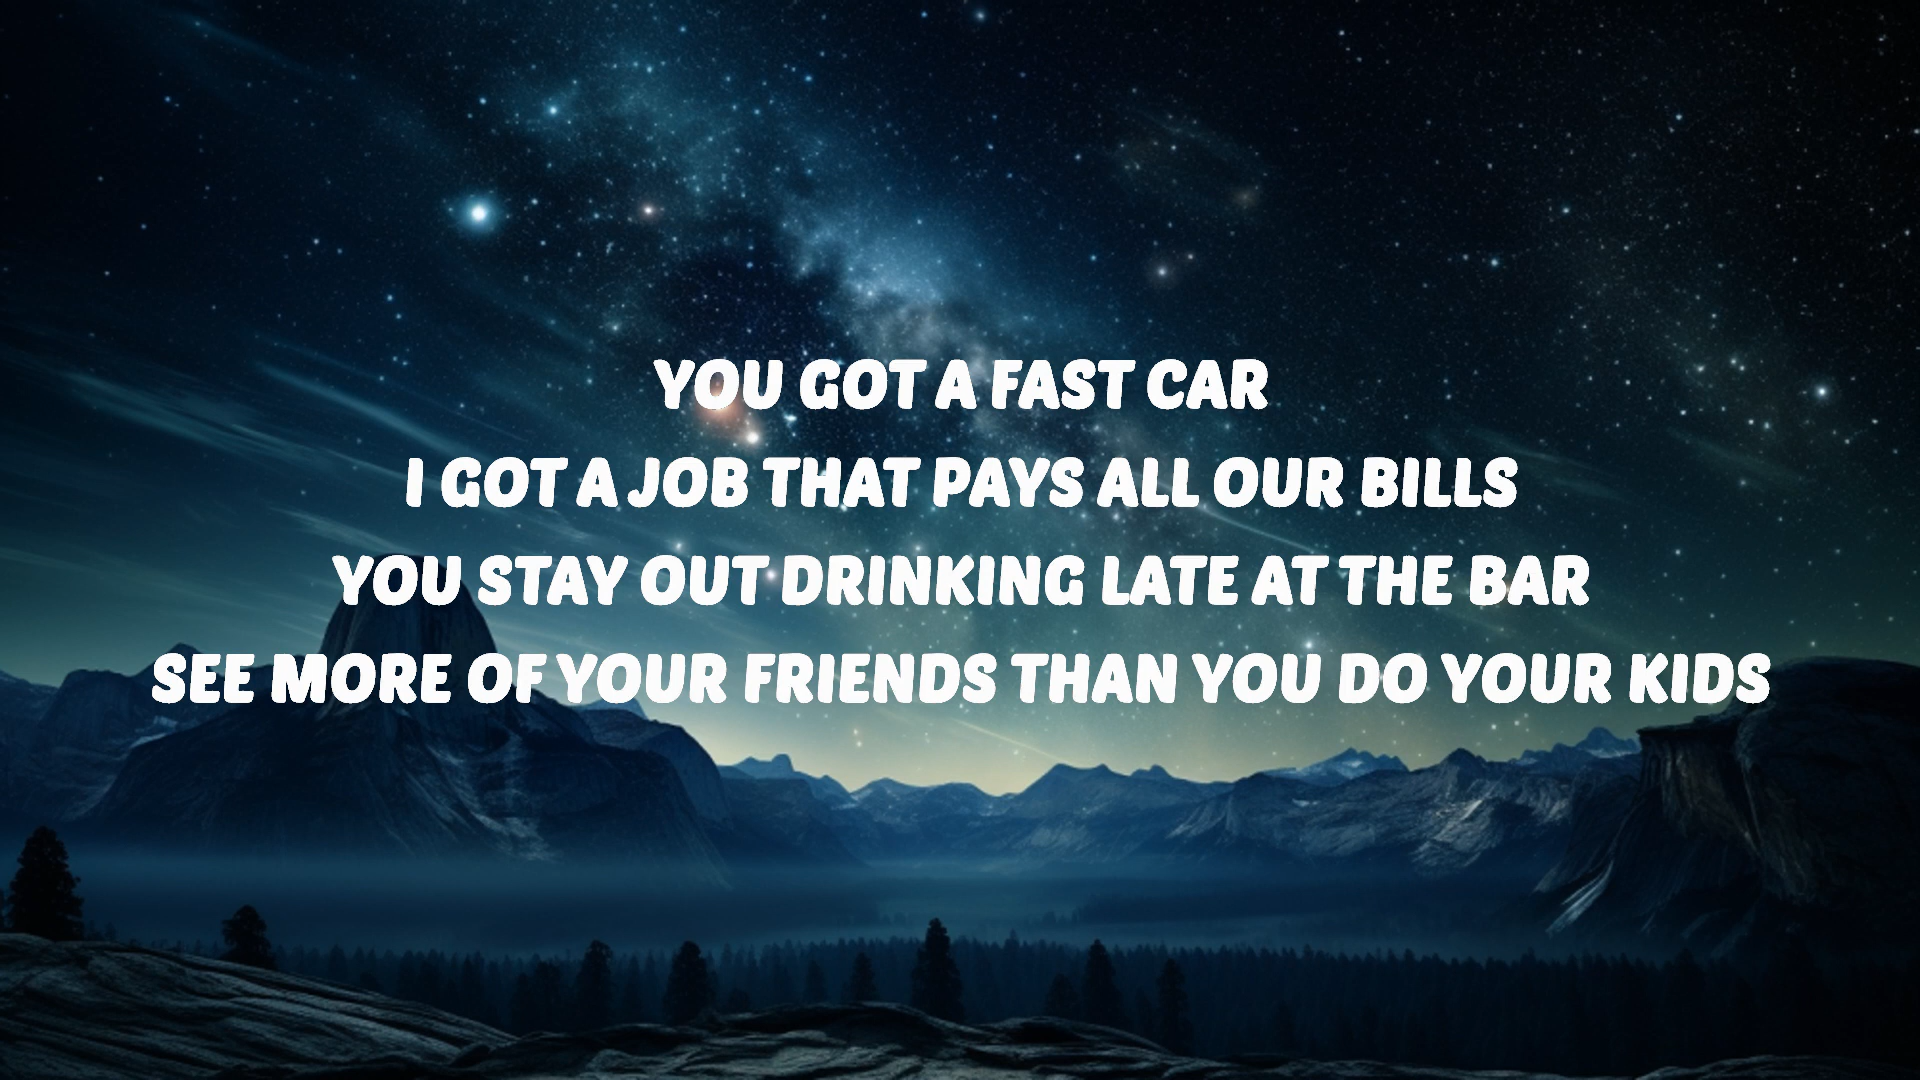 YOU GOT A FAST CAR
I GOT A JOB THAT PAYS ALL OUR BILLS
YOU STAY OUT DRINKING LATE AT THE BAR
SEE MORE OF YOUR FRIENDS THAN YOU DO YOUR KIDS